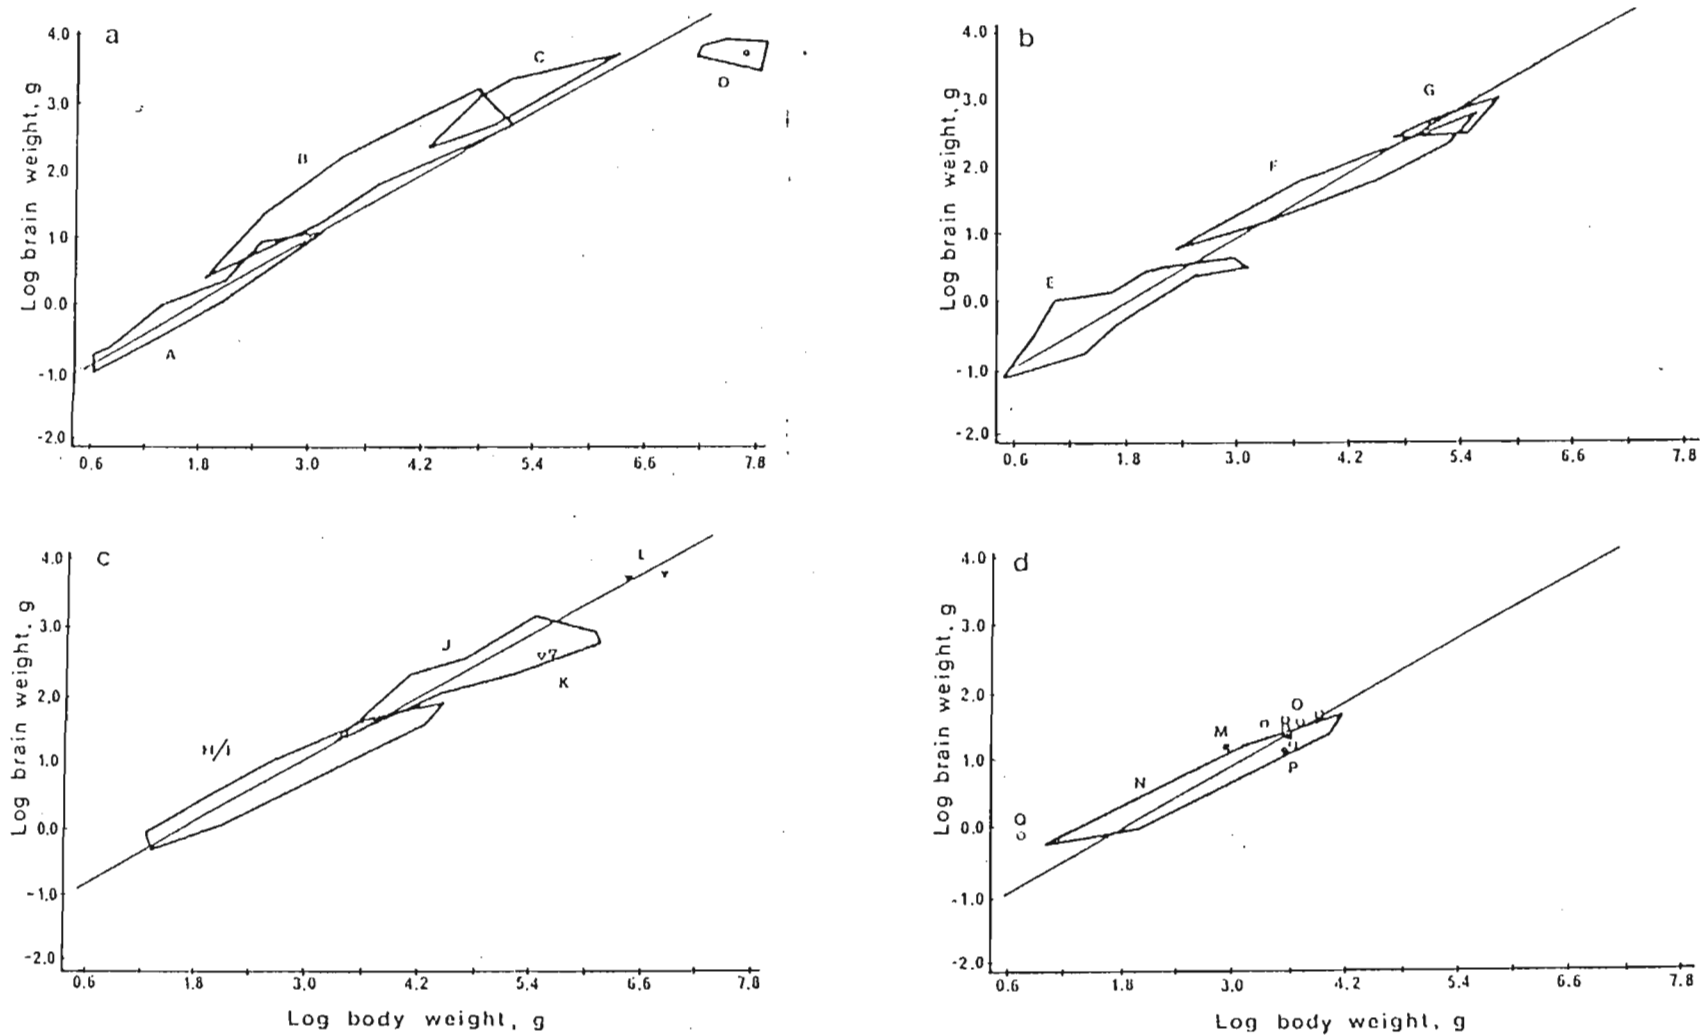 a
Log brain weight, g
4.0
3.0
2.0
1.0
0.0
-1.0
-2.0
0.6 1.8 3.0 4.2 5.4 6.6 7.8
A
B
C
D
b
Log brain weight, g
4.0
3.0
2.0
1.0
0.0
-1.0
-2.0
0.6 1.8 3.0 4.2 5.4 6.6 7.8
E
F
G
C
Log brain weight, g
4.0
3.0
2.0
1.0
0.0
-1.0
-2.0
0.6 1.8 3.0 4.2 5.4 6.6 7.8
Log body weight, g
H/I
J
K
L
v?
d
Log brain weight, g
4.0
3.0
2.0
1.0
0.0
-1.0
-2.0
0.6 1.8 3.0 4.2 5.4 6.6 7.8
Log body weight, g
M
N
O
P
Q